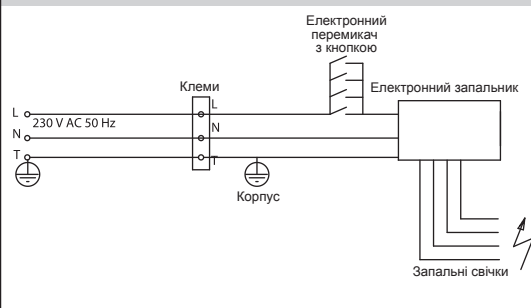 Електронний
перемикач
з кнопкою
Клеми
Електронний запальник
L
L
230 V AC 50 Hz
N
N
T
T
Корпус
Запальні свічки